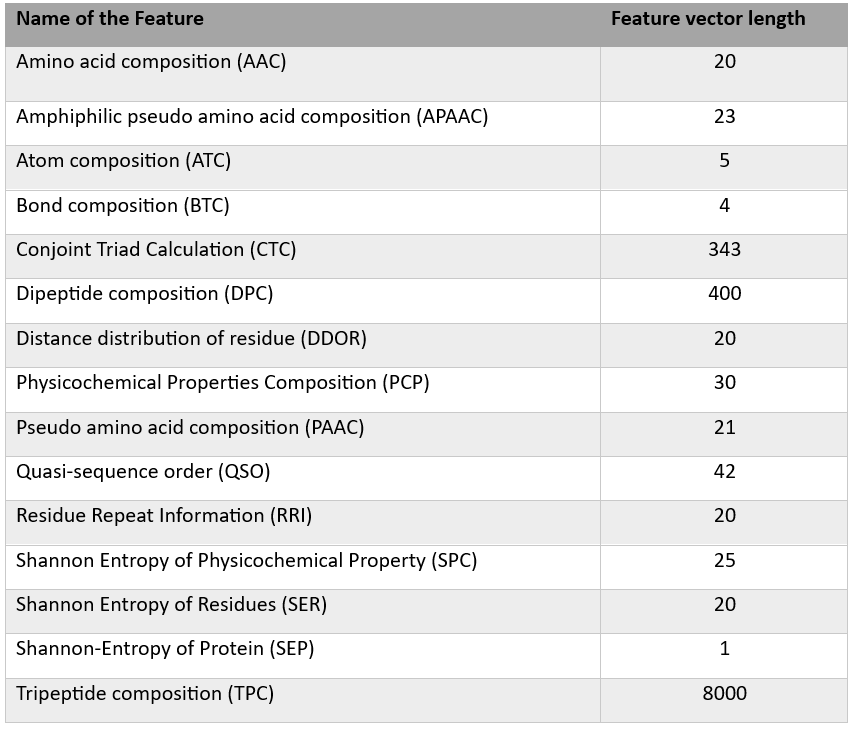 Name of the Feature Feature vector length
Amino acid composition (AAC) 20
Amphiphilic pseudo amino acid composition (APAAC) 23
Atom composition (ATC) 5
Bond composition (BTC) 4
Conjoint Triad Calculation (CTC) 343
Dipeptide composition (DPC) 400
Distance distribution of residue (DDOR) 20
Physicochemical Properties Composition (PCP) 30
Pseudo amino acid composition (PAAC) 21
Quasi-sequence order (QSO) 42
Residue Repeat Information (RRI) 20
Shannon Entropy of Physicochemical Property (SPC) 25
Shannon Entropy of Residues (SER) 20
Shannon-Entropy of Protein (SEP) 1
Tripeptide composition (TPC) 8000